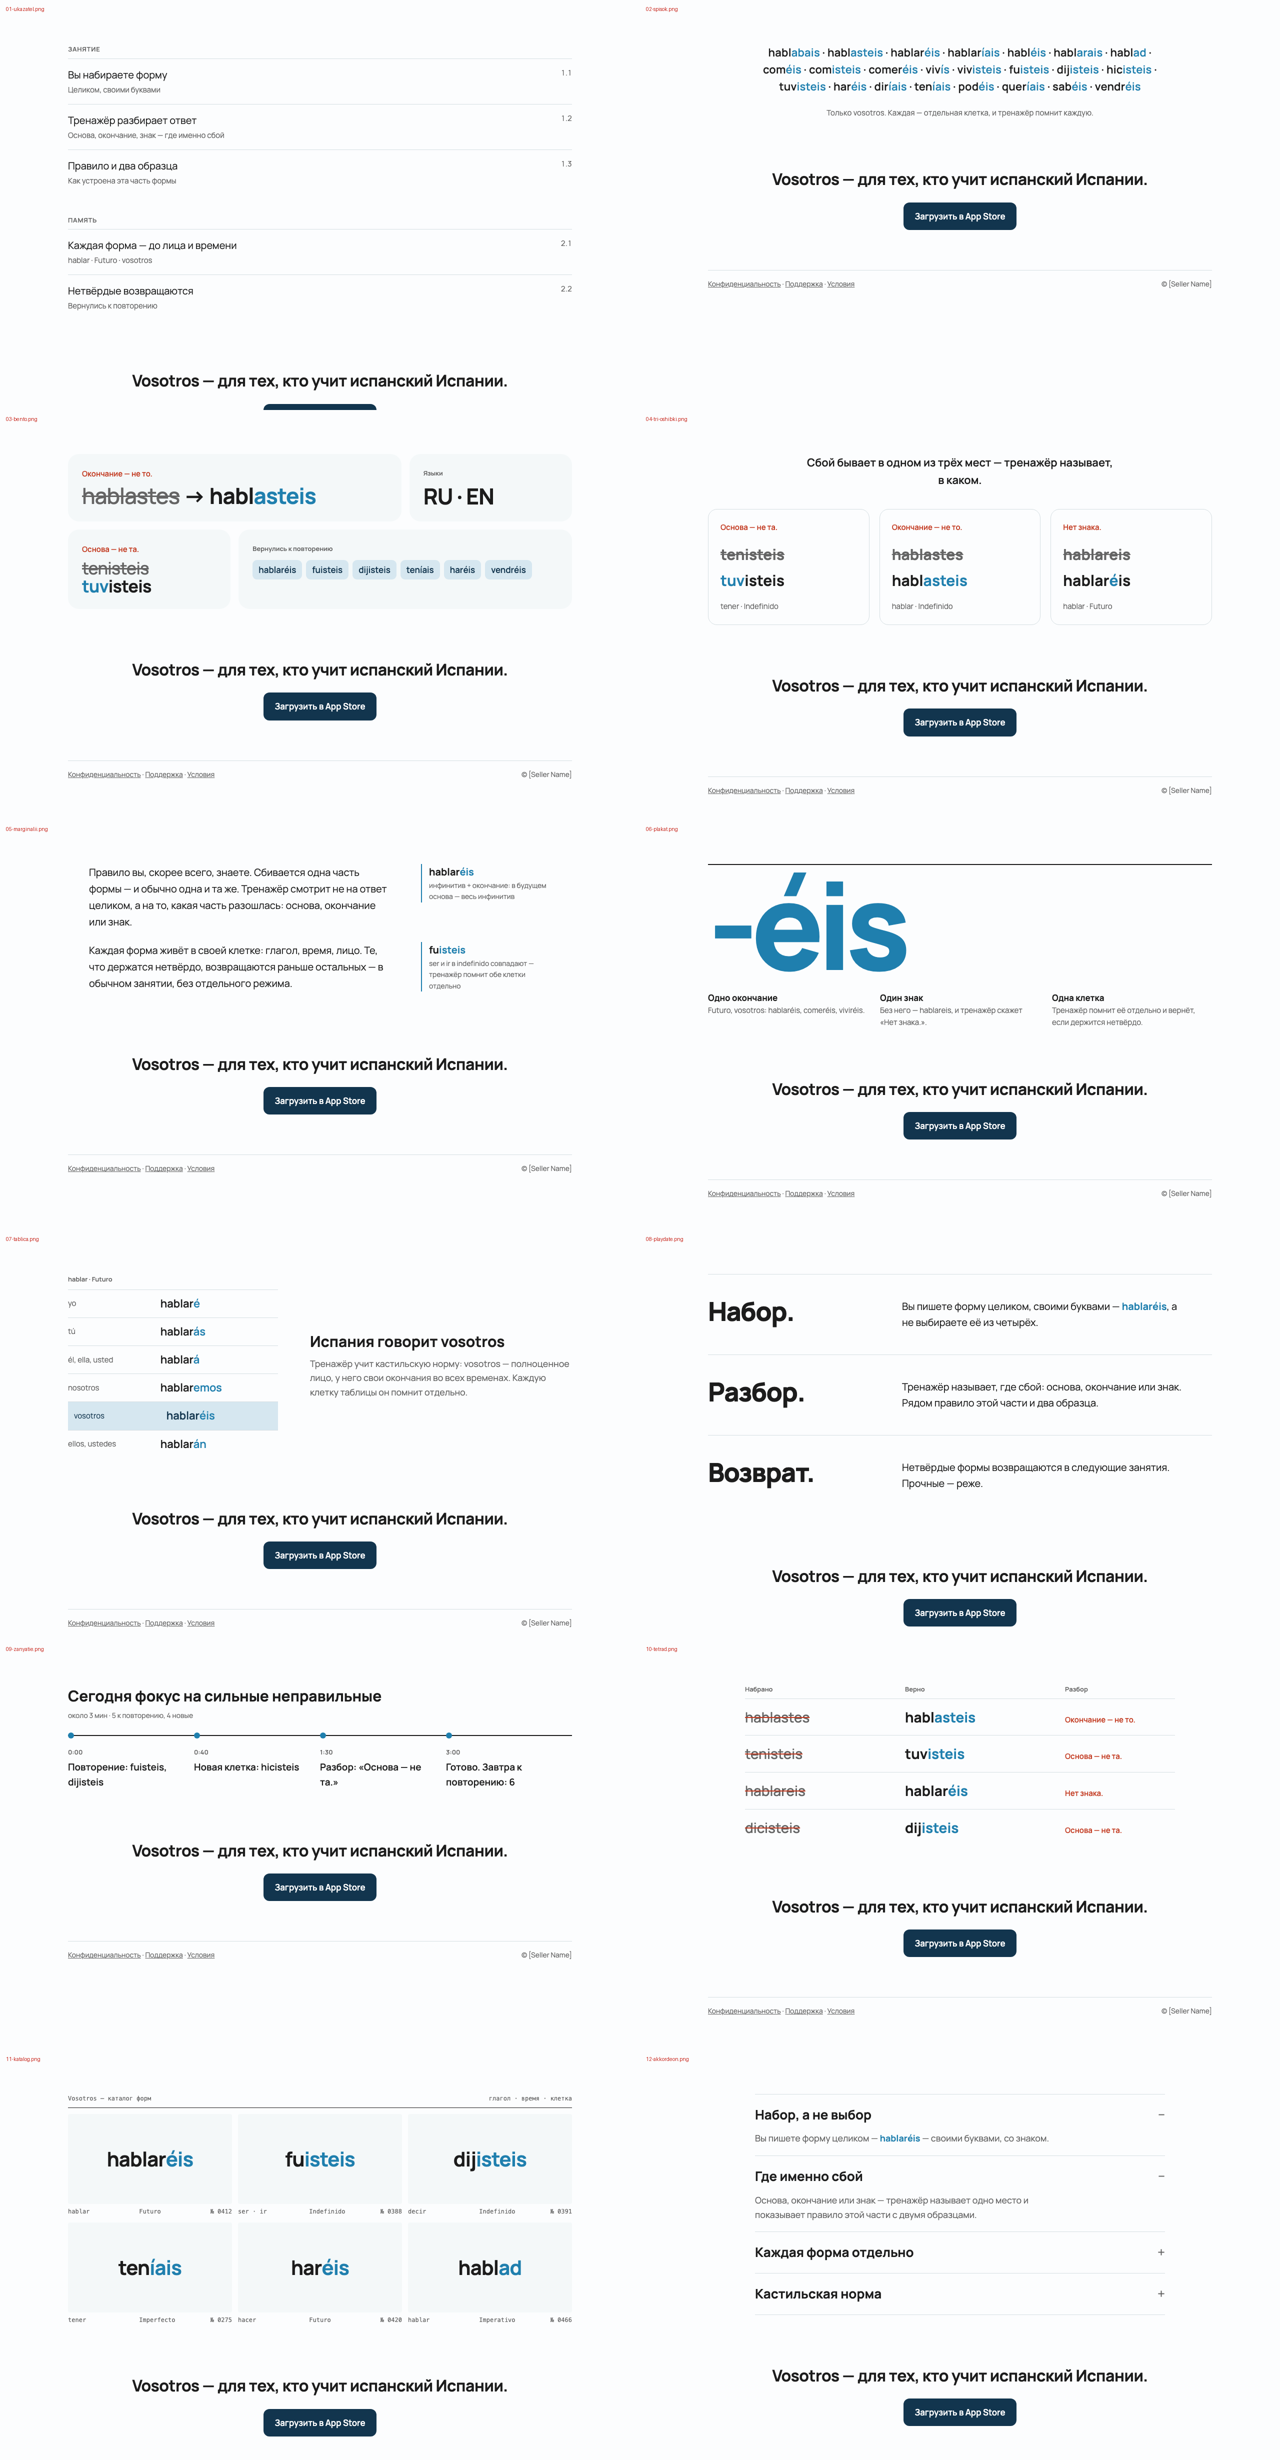 01-ukazatel.png
ЗАНЯТИЕ
Вы набираете форму 1.1
Целиком, своими буквами
Тренажёр разбирает ответ 1.2
Основа, окончание, знак — где именно сбой
Правило и два образца 1.3
Как устроена эта часть формы
ПАМЯТЬ
Каждая форма — до лица и времени 2.1
hablar · Futuro · vosotros
Нетвёрдые возвращаются 2.2
Вернулись к повторению
Vosotros — для тех, кто учит испанский Испании.
02-spisok.png
hablabais · hablasteis · hablaréis · hablaríais · habléis · hablarais · hablad ·
coméis · comisteis · comeréis · vivís · vivisteis · fuisteis · dijisteis · hicisteis ·
tuvisteis · haréis · diríais · teníais · podéis · queríais · sabéis · vendréis
Только vosotros. Каждая — отдельная клетка, и тренажёр помнит каждую.
Vosotros — для тех, кто учит испанский Испании.
Загрузить в App Store
Конфиденциальность · Поддержка · Условия © [Seller Name]
03-bento.png
Окончание — не то.
hablastes → hablasteis
Языки
RU · EN
Основа — не та.
tenisteis
tuvisteis
Вернулись к повторению
hablaréis fuisteis dijisteis teníais haréis vendréis
Vosotros — для тех, кто учит испанский Испании.
Загрузить в App Store
Конфиденциальность · Поддержка · Условия © [Seller Name]
04-tri-oshibki.png
Сбой бывает в одном из трёх мест — тренажёр называет,
в каком.
Основа — не та.
tenisteis
tuvisteis
tener · Indefinido
Окончание — не то.
hablastes
hablasteis
hablar · Indefinido
Нет знака.
hablareis
hablaréis
hablar · Futuro
Vosotros — для тех, кто учит испанский Испании.
Загрузить в App Store
Конфиденциальность · Поддержка · Условия © [Seller Name]
05-marginalii.png
Правило вы, скорее всего, знаете. Сбивается одна часть
формы — и обычно одна и та же. Тренажёр смотрит не на ответ
целиком, а на то, какая часть разошлась: основа, окончание
или знак.
hablaréis
инфинитив + окончание: в будущем
основа — весь инфинитив
Каждая форма живёт в своей клетке: глагол, время, лицо. Те,
что держатся нетвёрдо, возвращаются раньше остальных — в
обычном занятии, без отдельного режима.
fuisteis
ser и ir в indefinido совпадают —
тренажёр помнит обе клетки
отдельно
Vosotros — для тех, кто учит испанский Испании.
Загрузить в App Store
Конфиденциальность · Поддержка · Условия © [Seller Name]
06-plakat.png
-éis
Одно окончание
Futuro, vosotros: hablaréis, comeréis, viviréis.
Один знак
Без него — hablareis, и тренажёр скажет
«Нет знака.».
Одна клетка
Тренажёр помнит её отдельно и вернёт,
если держится нетвёрдо.
Vosotros — для тех, кто учит испанский Испании.
Загрузить в App Store
Конфиденциальность · Поддержка · Условия © [Seller Name]
07-tablica.png
hablar · Futuro
yo hablaré
tú hablarás
él, ella, usted hablará
nosotros hablaremos
vosotros hablaréis
ellos, ustedes hablarán
Испания говорит vosotros
Тренажёр учит кастильскую норму: vosotros — полноценное
лицо, у него свои окончания во всех временах. Каждую
клетку таблицы он помнит отдельно.
Vosotros — для тех, кто учит испанский Испании.
Загрузить в App Store
Конфиденциальность · Поддержка · Условия © [Seller Name]
08-playdate.png
Набор.
Вы пишете форму целиком, своими буквами — hablaréis, а
не выбираете её из четырёх.
Разбор.
Тренажёр называет, где сбой: основа, окончание или знак.
Рядом правило этой части и два образца.
Возврат.
Нетвёрдые формы возвращаются в следующие занятия.
Прочные — реже.
Vosotros — для тех, кто учит испанский Испании.
Загрузить в App Store
09-zanyatie.png
Сегодня фокус на сильные неправильные
около 3 мин · 5 к повторению, 4 новые
0:00
Повторение: fuisteis,
dijisteis
0:40
Новая клетка: hicisteis
1:30
Разбор: «Основа — не
та.»
3:00
Готово. Завтра к
повторению: 6
Vosotros — для тех, кто учит испанский Испании.
Загрузить в App Store
Конфиденциальность · Поддержка · Условия © [Seller Name]
10-tetrad.png
Набрано Верно Разбор
hablastes hablasteis Окончание — не то.
tenisteis tuvisteis Основа — не та.
hablareis hablaréis Нет знака.
dicisteis dijisteis Основа — не та.
Vosotros — для тех, кто учит испанский Испании.
Загрузить в App Store
Конфиденциальность · Поддержка · Условия © [Seller Name]
11-katalog.png
Vosotros — каталог форм глагол · время · клетка
hablaréis fuisteis dijisteis
hablar Futuro № 0412 ser · ir Indefinido № 0388 decir Indefinido № 0391
teníais haréis hablad
tener Imperfecto № 0275 hacer Futuro № 0420 hablar Imperativo № 0466
Vosotros — для тех, кто учит испанский Испании.
Загрузить в App Store
12-akkordeon.png
Набор, а не выбор −
Вы пишете форму целиком — hablaréis — своими буквами, со знаком.
Где именно сбой −
Основа, окончание или знак — тренажёр называет одно место и
показывает правило этой части с двумя образцами.
Каждая форма отдельно +
Кастильская норма +
Vosotros — для тех, кто учит испанский Испании.
Загрузить в App Store